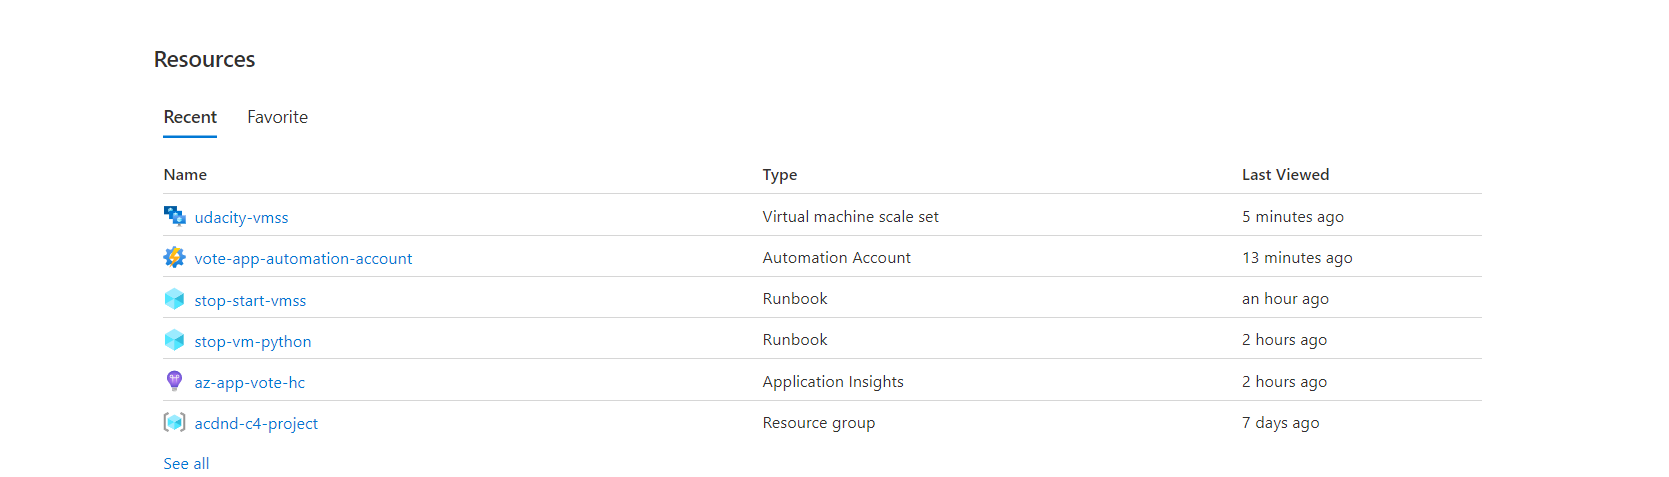 Resources
Recent Favorite
Name Type Last Viewed
udacity-vmss Virtual machine scale set 5 minutes ago
vote-app-automation-account Automation Account 13 minutes ago
stop-start-vmss Runbook an hour ago
stop-vm-python Runbook 2 hours ago
az-app-vote-hc Application Insights 2 hours ago
acdnd-c4-project Resource group 7 days ago
See all